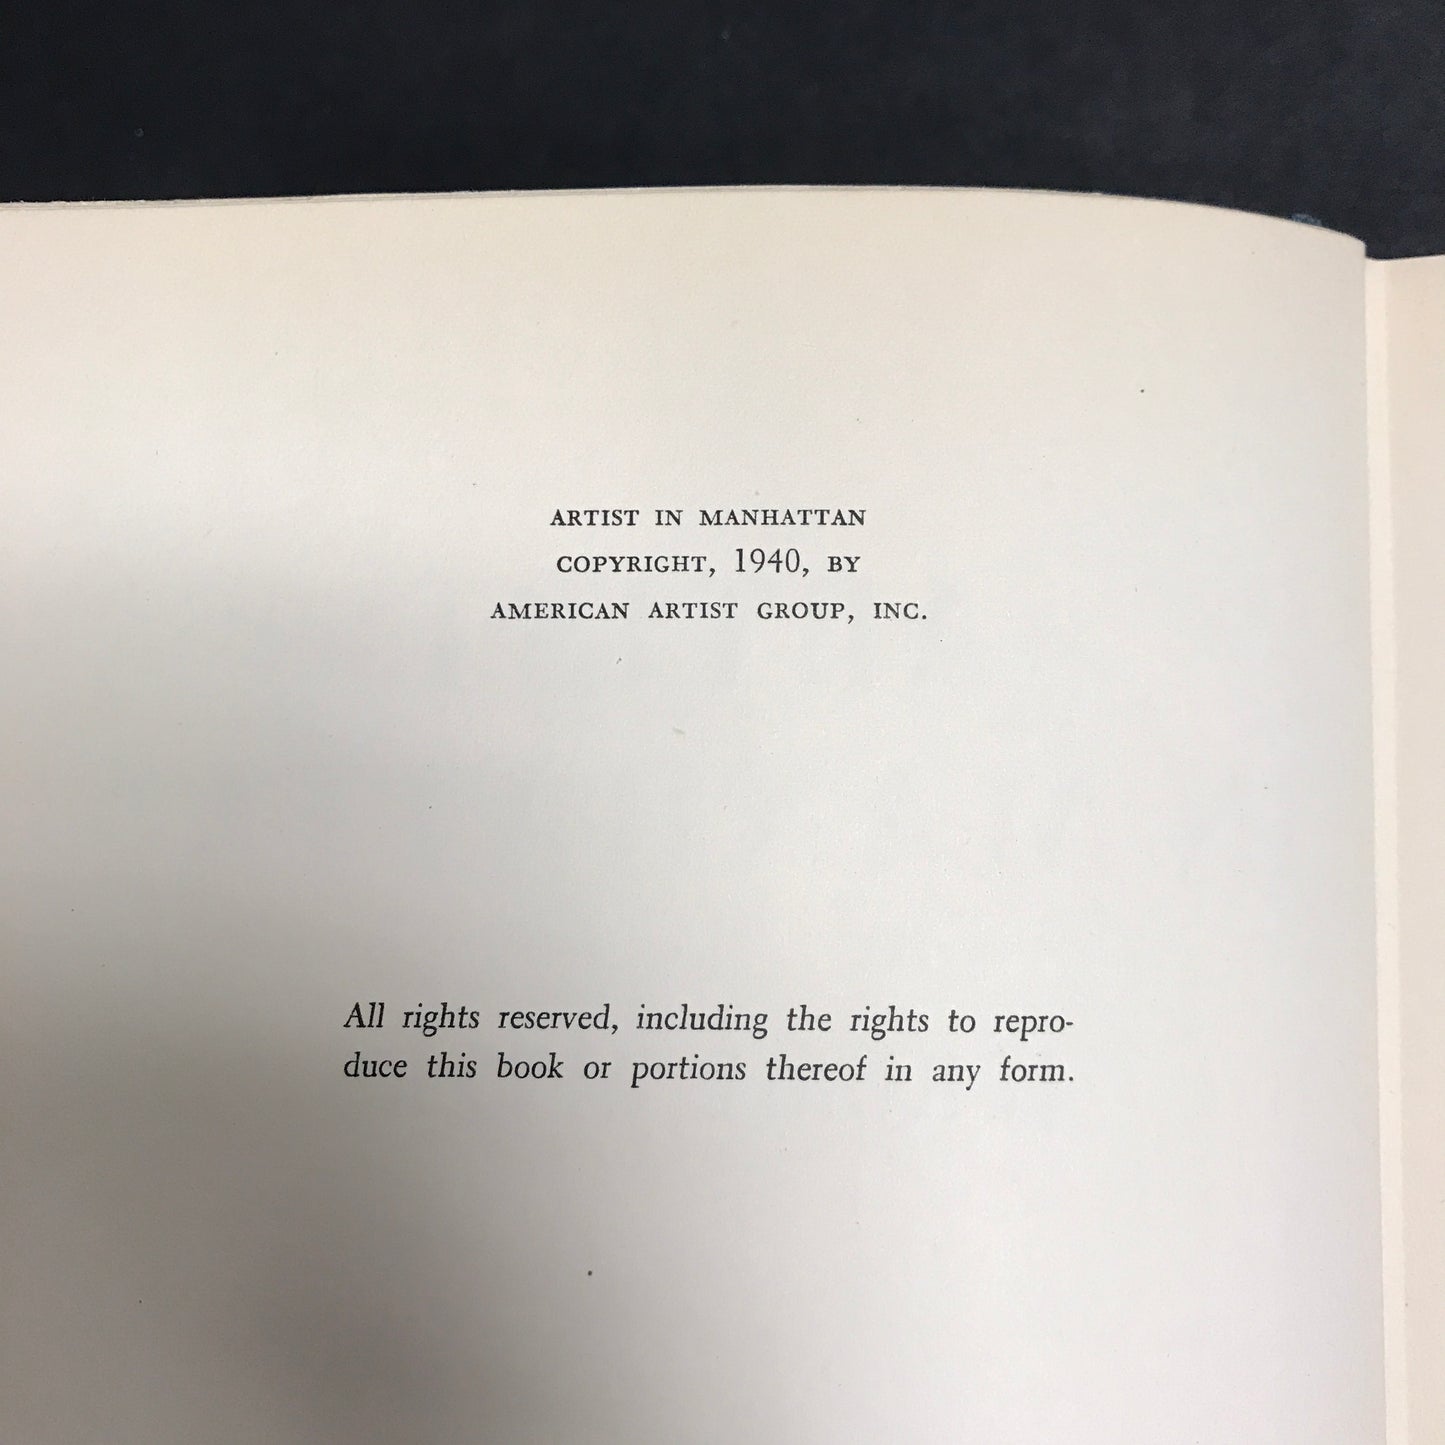 ARTIST IN MANHATTAN
COPYRIGHT, 1940, BY
AMERICAN ARTIST GROUP, INC.
All rights reserved, including the rights to repro-
duce this book or portions thereof in any form.